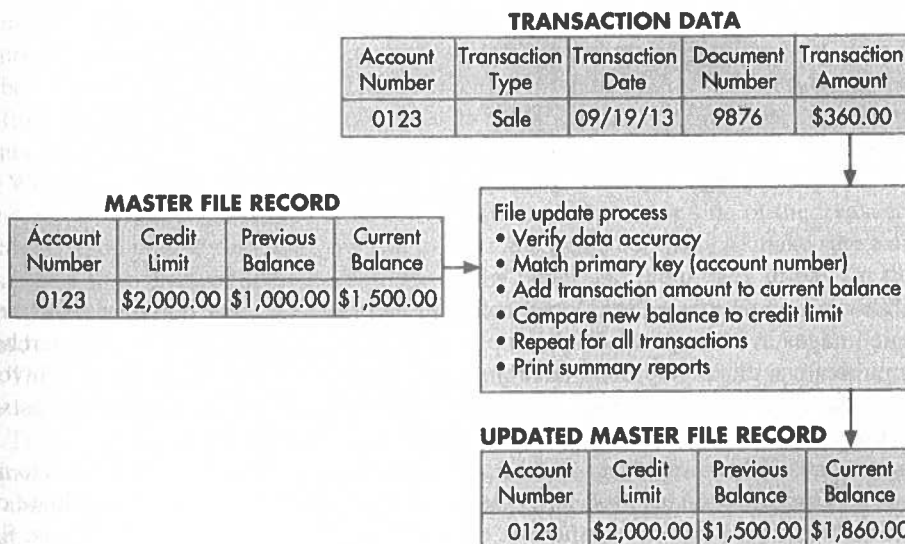 TRANSACTION DATA
Account Number Transaction Type Transaction Date Document Number Transaction Amount
0123 Sale 09/19/13 9876 $360.00
MASTER FILE RECORD
Account Number Credit Limit Previous Balance Current Balance
0123 $2,000.00 $1,000.00 $1,500.00
File update process
• Verify data accuracy
• Match primary key (account number)
• Add transaction amount to current balance
• Compare new balance to credit limit
• Repeat for all transactions
• Print summary reports
UPDATED MASTER FILE RECORD
Account Number Credit Limit Previous Balance Current Balance
0123 $2,000.00 $1,500.00 $1,860.00